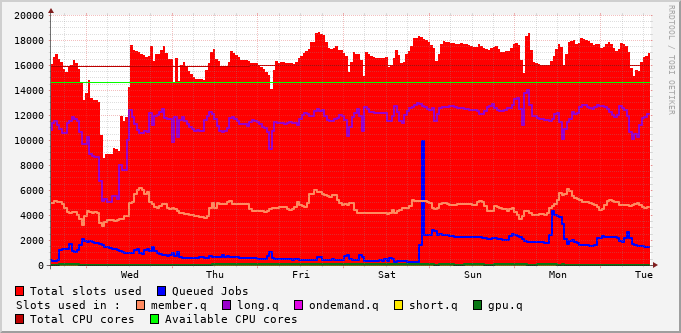 20000
18000
16000
14000
12000
10000
8000
6000
4000
2000
0
Wed Thu Fri Sat Sun Mon Tue
Total slots used Queued Jobs
Slots used in : member.q long.q ondemand.q short.q gpu.q
Total CPU cores Available CPU cores
RRDTOOL / TOBI OETIKER